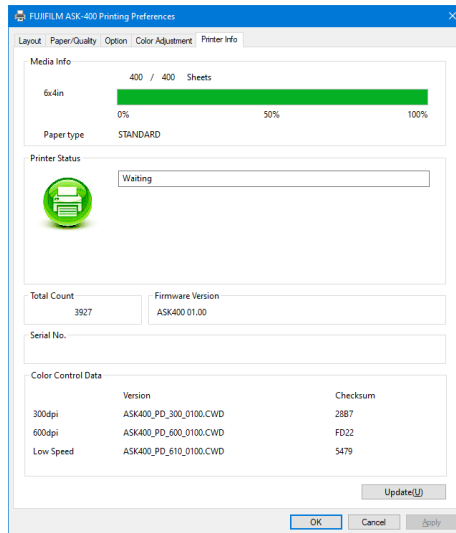 FUJIFILM ASK-400 Printing Preferences
Layout Paper/Quality Option Color Adjustment Printer Info
Media Info
400 / 400 Sheets
6x4in
0% 50% 100%
Paper type STANDARD
Printer Status
Waiting
Total Count Firmware Version
3927 ASK400 01.00
Serial No.
Color Control Data
Version Checksum
300dpi ASK400_PD_300_0100.CWD 28B7
600dpi ASK400_PD_600_0100.CWD FD22
Low Speed ASK400_PD_610_0100.CWD 5479
Update(U)
OK Cancel Apply